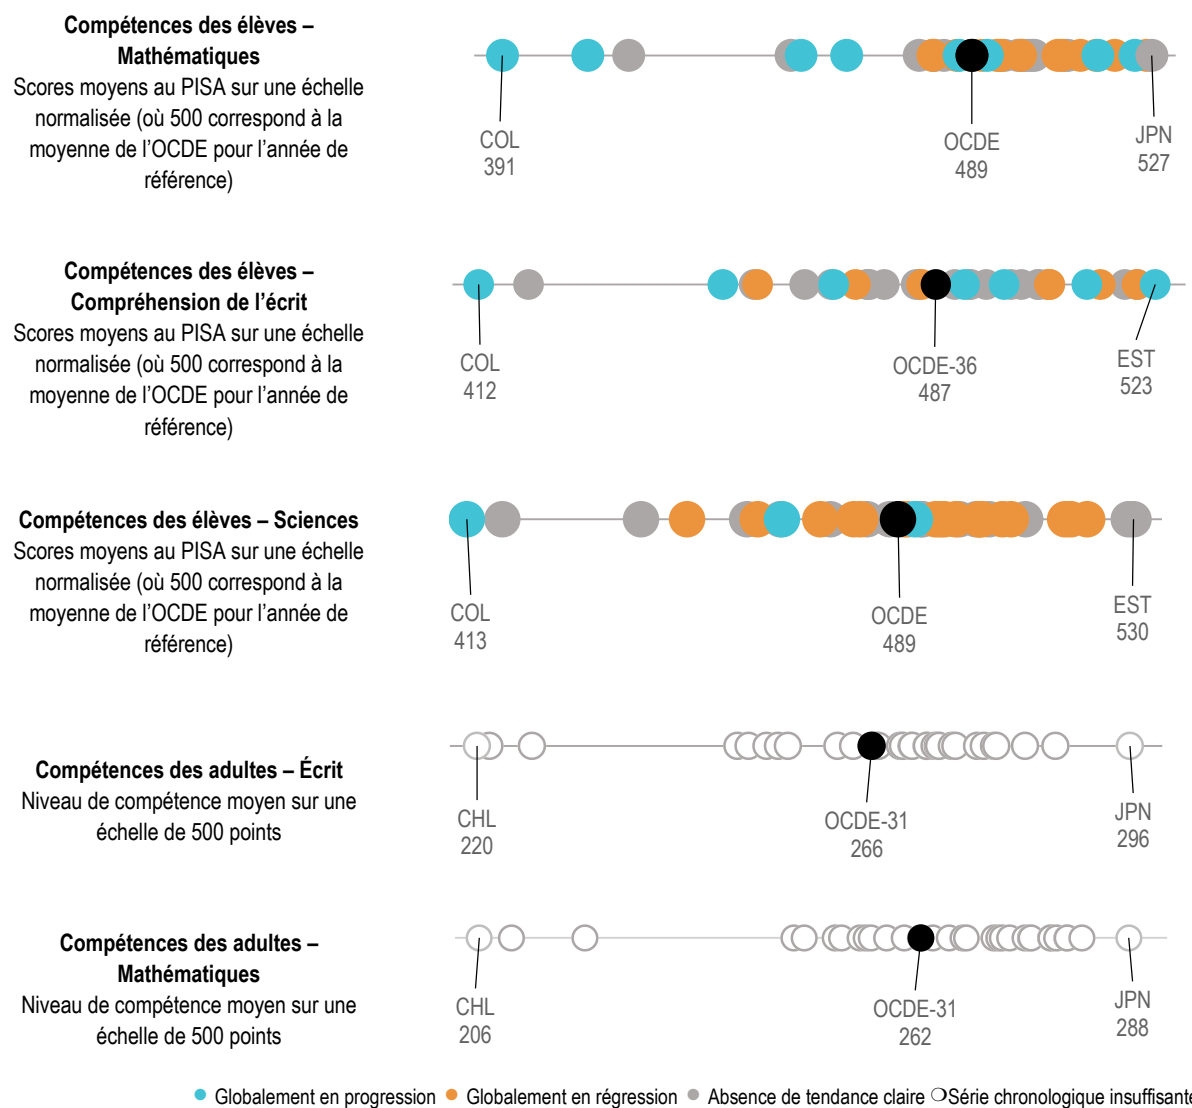 Compétences des élèves –
Mathématiques
Scores moyens au PISA sur une échelle
normalisée (où 500 correspond à la
moyenne de l'OCDE pour l'année de
référence)
COL
391
OCDE
489
JPN
527
Compétences des élèves –
Compréhension de l'écrit
Scores moyens au PISA sur une échelle
normalisée (où 500 correspond à la
moyenne de l'OCDE pour l'année de
référence)
COL
412
OCDE-36
487
EST
523
Compétences des élèves – Sciences
Scores moyens au PISA sur une échelle
normalisée (où 500 correspond à la
moyenne de l'OCDE pour l'année de
référence)
COL
413
OCDE
489
EST
530
Compétences des adultes – Écrit
Niveau de compétence moyen sur une
échelle de 500 points
CHL
220
OCDE-31
266
JPN
296
Compétences des adultes –
Mathématiques
Niveau de compétence moyen sur une
échelle de 500 points
CHL
206
OCDE-31
262
JPN
288
Globalement en progression Globalement en régression Absence de tendance claire Série chronologique insuffisante